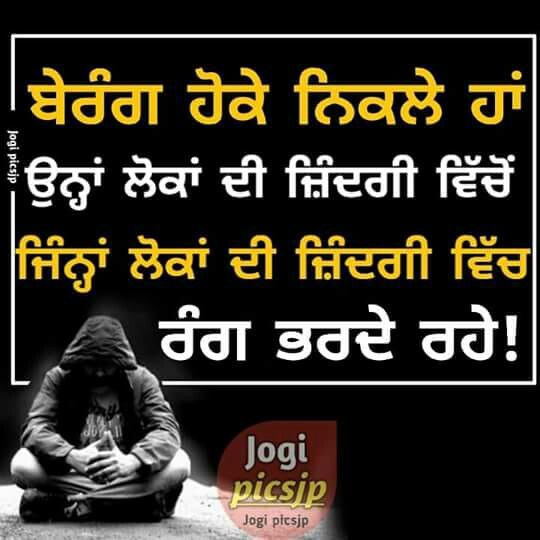 ਬੇਰੰਗ ਹੋਕੇ ਨਿਕਲੇ ਹਾਂ
ਉਨ੍ਹਾਂ ਲੋਕਾਂ ਦੀ ਜ਼ਿੰਦਗੀ ਵਿੱਚੋਂ
ਜਿੰਨ੍ਹਾਂ ਲੋਕਾਂ ਦੀ ਜ਼ਿੰਦਗੀ ਵਿੱਚ
ਰੰਗ ਭਰਦੇ ਰਹੇ!
Jogi picsjp
Jogi
picsjp
Jogi picsjp